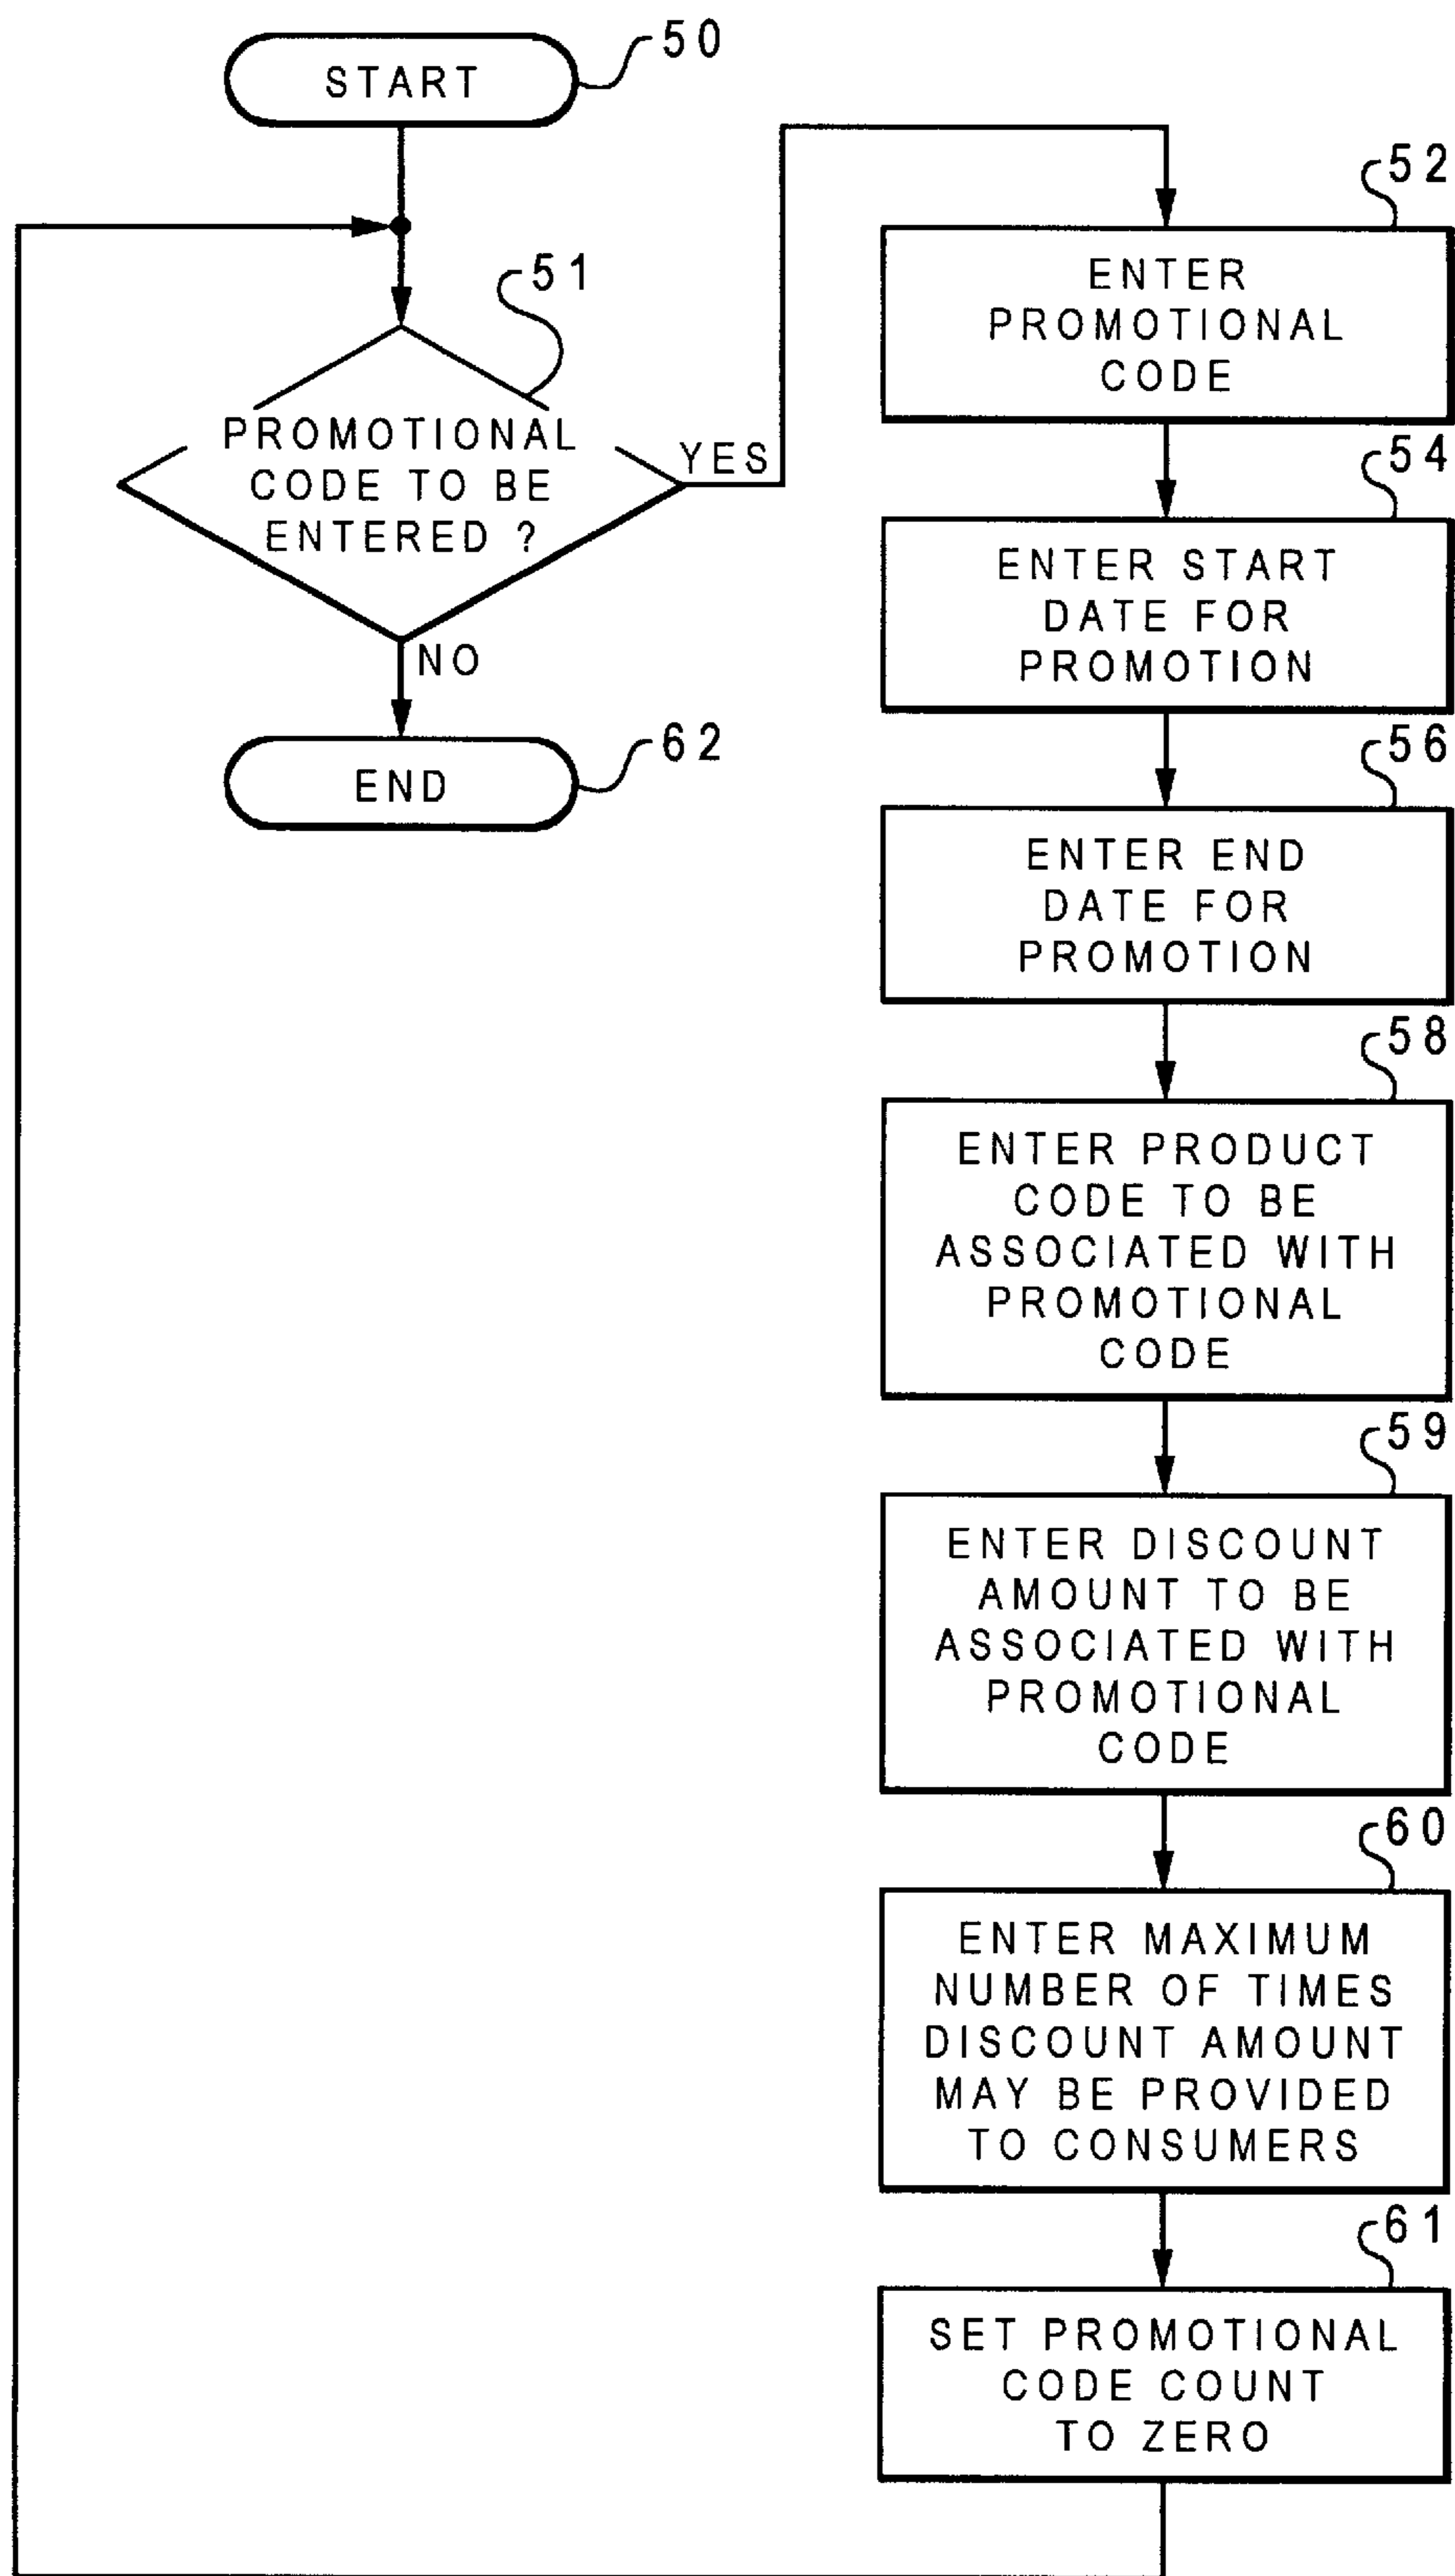 START
50
51
PROMOTIONAL
CODE TO BE
ENTERED ?
YES
NO
END
62
52
ENTER
PROMOTIONAL
CODE
54
ENTER START
DATE FOR
PROMOTION
56
ENTER END
DATE FOR
PROMOTION
58
ENTER PRODUCT
CODE TO BE
ASSOCIATED WITH
PROMOTIONAL
CODE
59
ENTER DISCOUNT
AMOUNT TO BE
ASSOCIATED WITH
PROMOTIONAL
CODE
60
ENTER MAXIMUM
NUMBER OF TIMES
DISCOUNT AMOUNT
MAY BE PROVIDED
TO CONSUMERS
61
SET PROMOTIONAL
CODE COUNT
TO ZERO